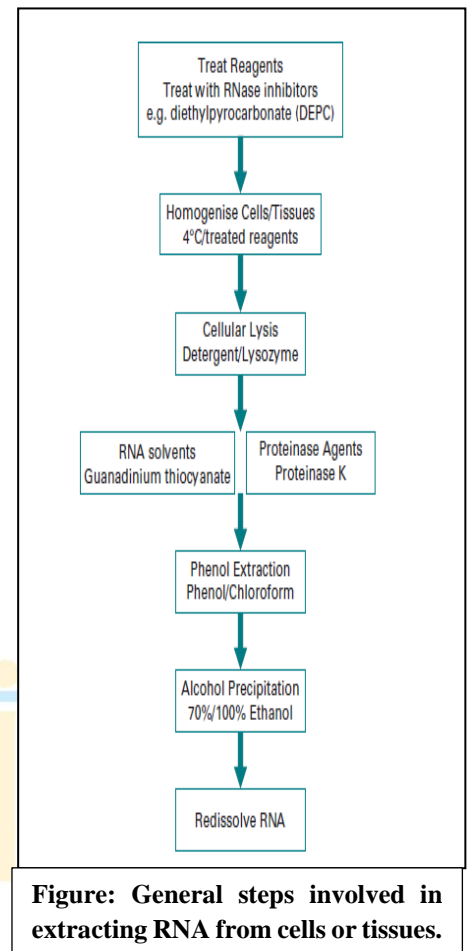 Treat Reagents
Treat with RNase inhibitors
e.g. diethylpyrocarbonate (DEPC)
Homogenise Cells/Tissues
4°C/treated reagents
Cellular Lysis
Detergent/Lysozyme
RNA solvents
Guanadinium thiocyanate
Proteinase Agents
Proteinase K
Phenol Extraction
Phenol/Chloroform
Alcohol Precipitation
70%/100% Ethanol
Redissolve RNA
Figure: General steps involved in
extracting RNA from cells or tissues.